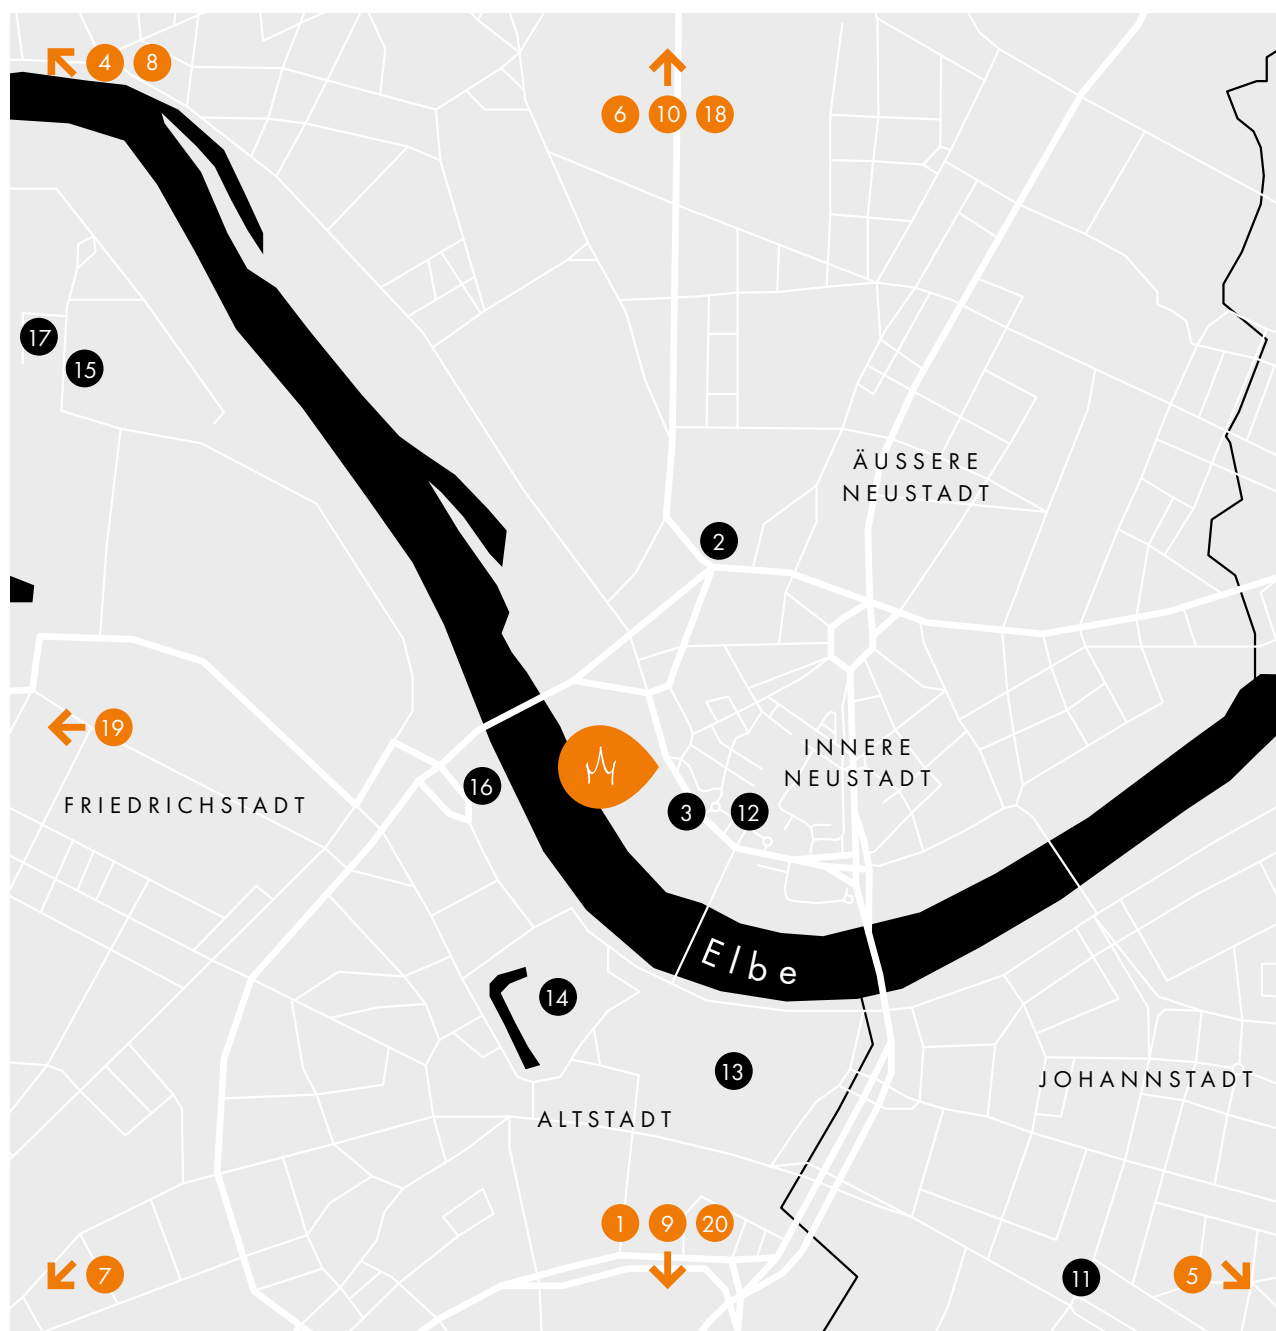 4 8
6 10 18
17
15
ÄUSSERE
NEUSTADT
2
19
INNERE
NEUSTADT
16
FRIEDRICHSTADT
3 12
Elbe
14
13
JOHANNSTADT
ALTSTADT
1 9 20
7
11
5